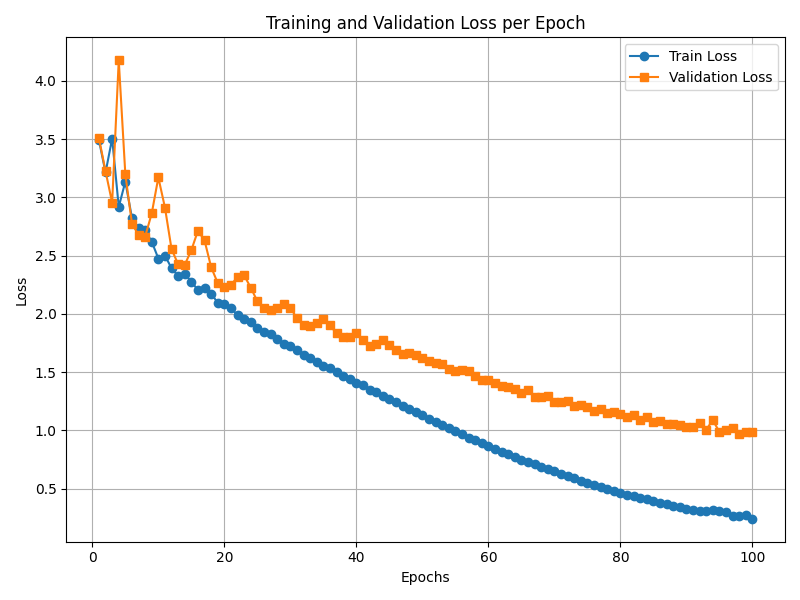 Training and Validation Loss per Epoch
Train Loss
Validation Loss
Loss
4.0
3.5
3.0
2.5
2.0
1.5
1.0
0.5
0 20 40 60 80 100
Epochs